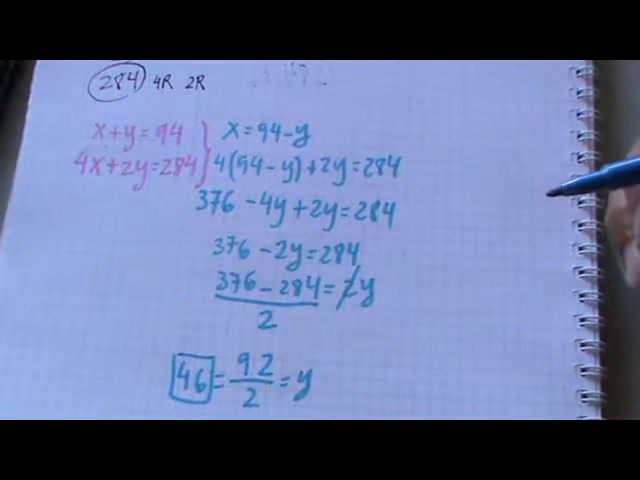 284 4R 2R
x+y=94 } x=94-y
4x+2y=284 } 4(94-y)+2y=284
376-4y+2y=284
376-2y=284
376-284=2y
2
46=92/2=y